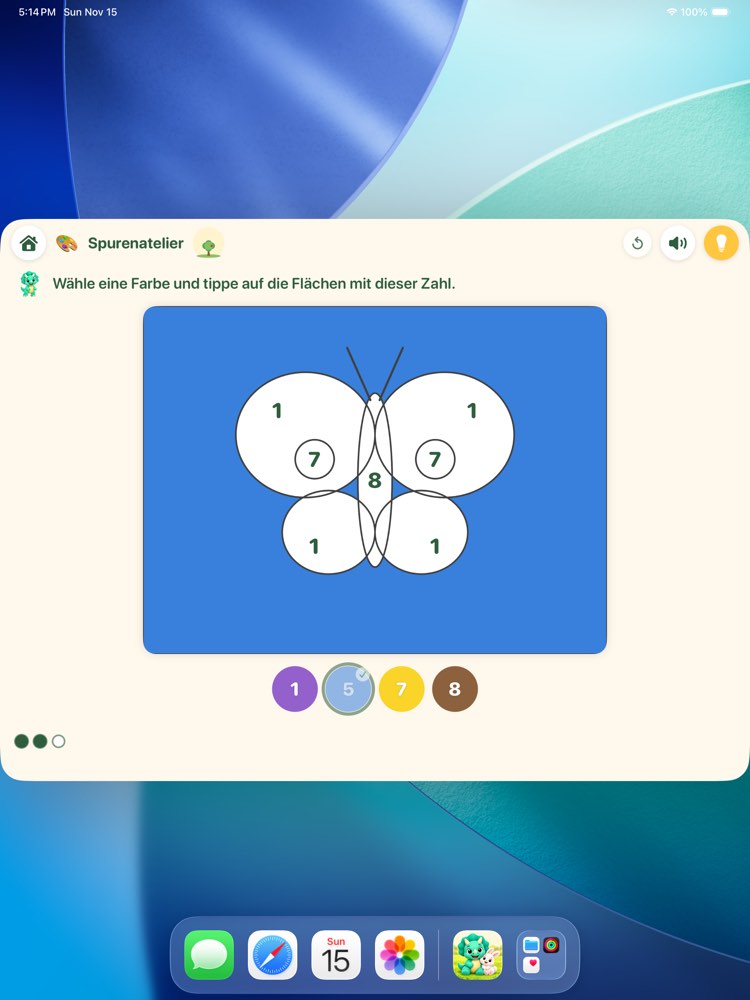 5:14 PM Sun Nov 15
100%
Spurenatelier
Wähle eine Farbe und tippe auf die Flächen mit dieser Zahl.
1 1
7 7
8
1 1
1 5 7 8
Sun
15